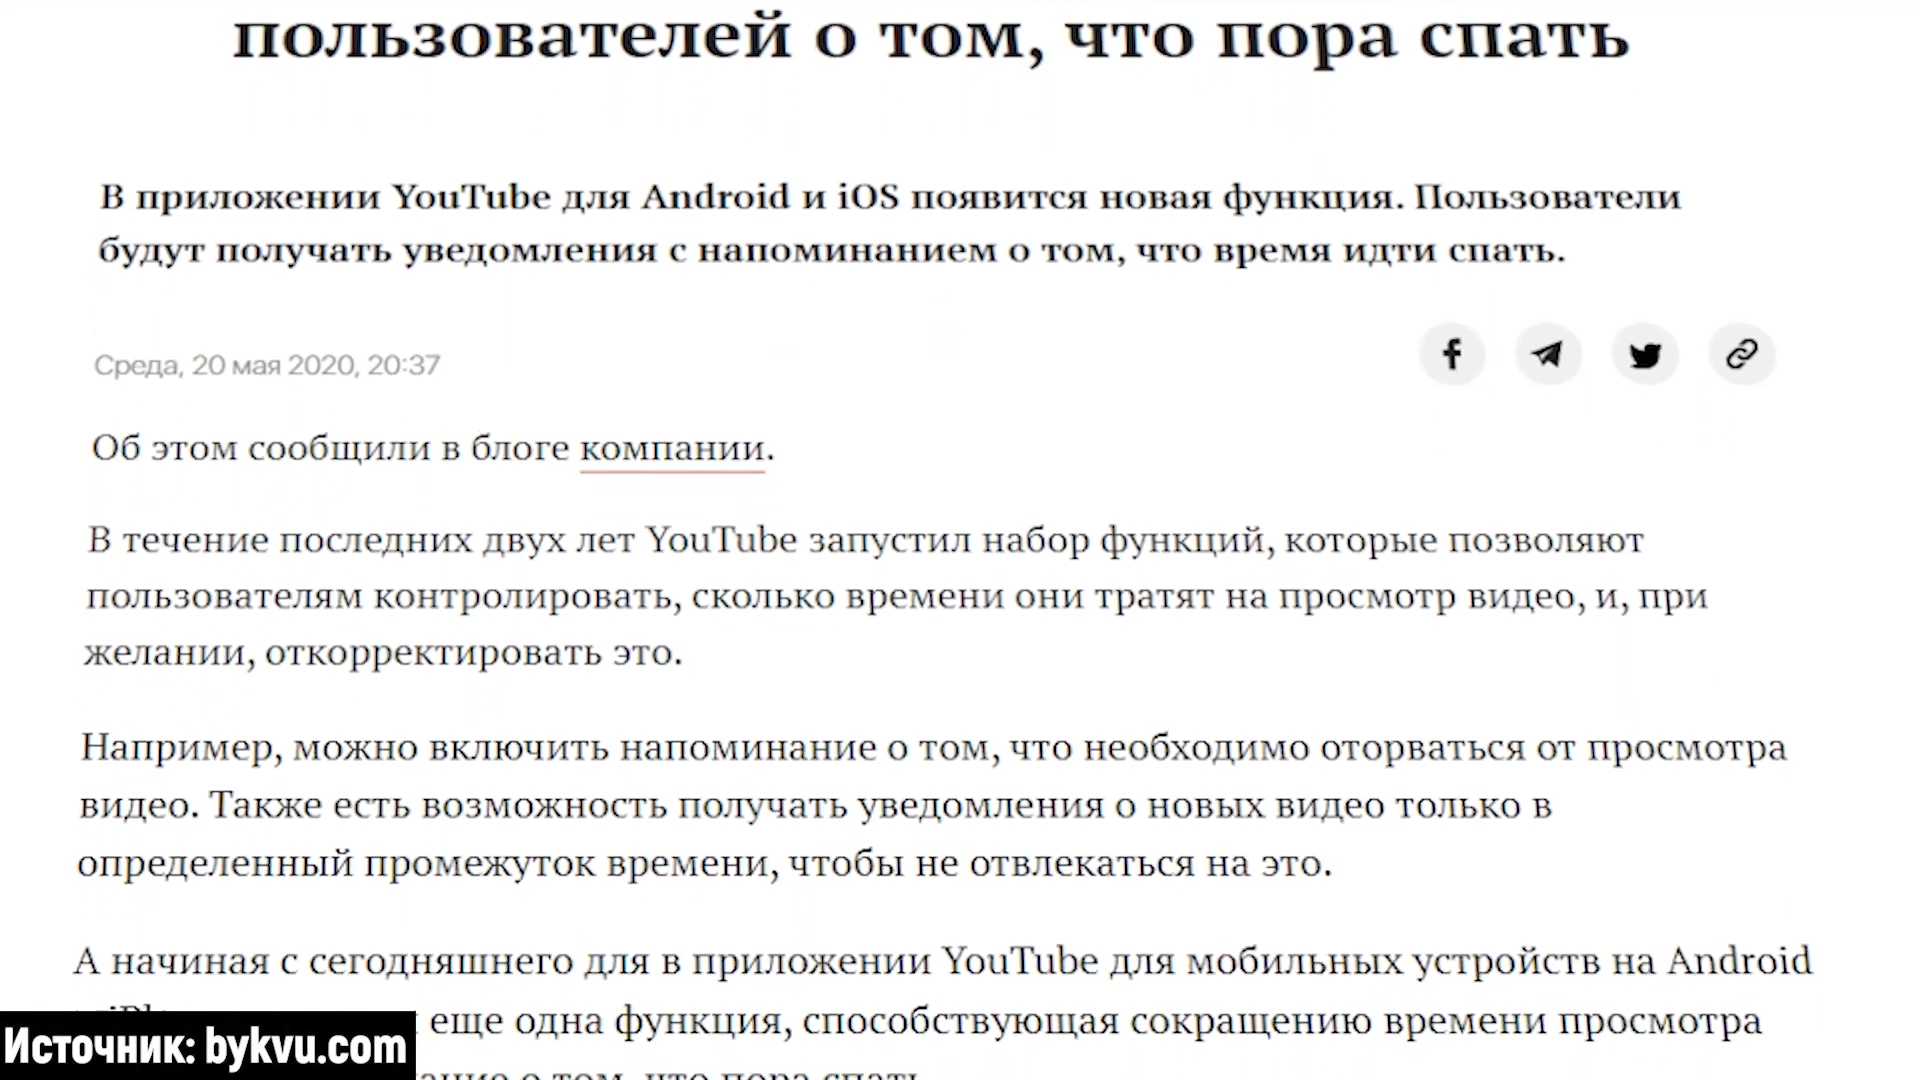 пользователей о том, что пора спать
В приложении YouTube для Android и iOS появится новая функция. Пользователи
будут получать уведомления с напоминанием о том, что время идти спать.
Среда, 20 мая 2020, 20:37
Об этом сообщили в блоге компании.
В течение последних двух лет YouTube запустил набор функций, которые позволяют
пользователям контролировать, сколько времени они тратят на просмотр видео, и, при
желании, откорректировать это.
Например, можно включить напоминание о том, что необходимо оторваться от просмотра
видео. Также есть возможность получать уведомления о новых видео только в
определенный промежуток времени, чтобы не отвлекаться на это.
А начиная с сегодняшнего для в приложении YouTube для мобильных устройств на Android
еще одна функция, способствующая сокращению времени просмотра
о том, что пора спать
Источник: bykvu.com